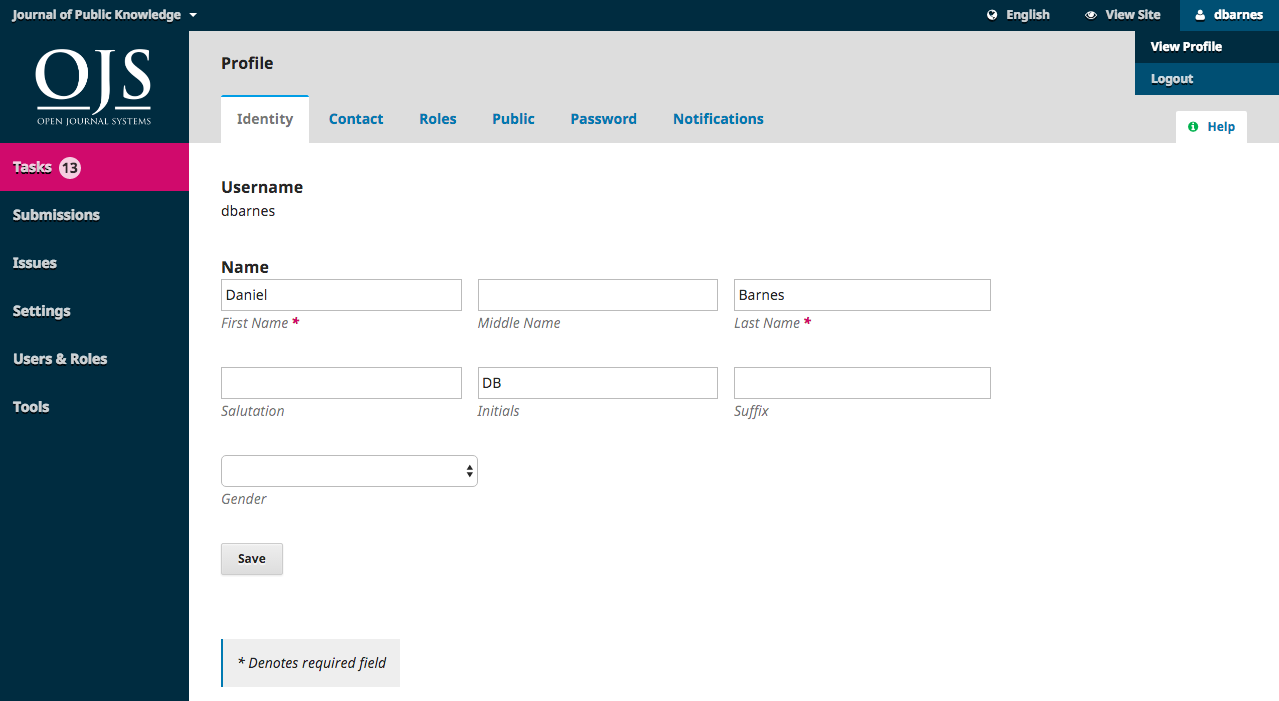 Journal of Public Knowledge
English
View Site
dbarnes
View Profile
Logout
OJS
OPEN JOURNAL SYSTEMS
Tasks 13
Submissions
Issues
Settings
Users & Roles
Tools
Profile
Identity Contact Roles Public Password Notifications
Help
Username
dbarnes
Name
Daniel Barnes
First Name * Middle Name Last Name *
DB
Salutation Initials Suffix
Gender
Save
* Denotes required field